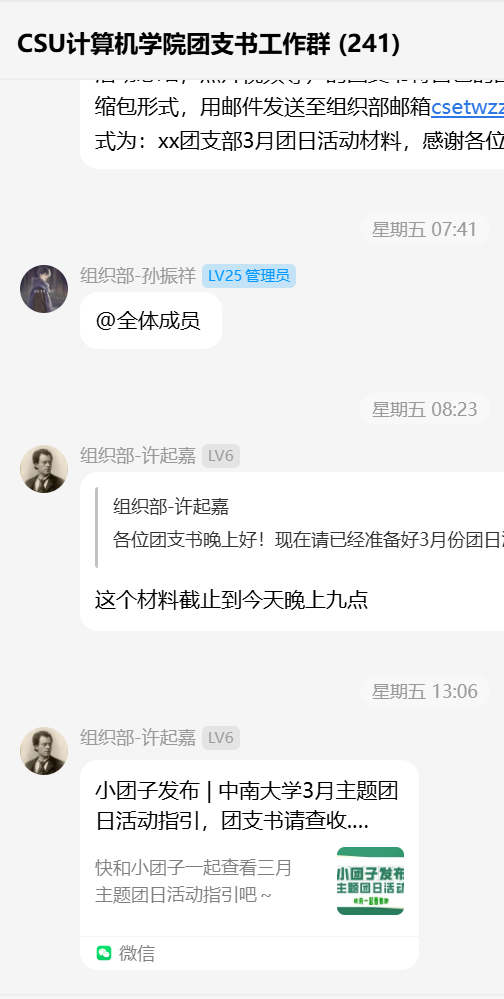 CSU计算机学院团支书工作群 (241)
缩包形式，用邮件发送至组织部邮箱csetwzz
式为：xx团支部3月团日活动材料，感谢各位
星期五 07:41
组织部-孙振祥 LV25 管理员
@全体成员
星期五 08:23
组织部-许起嘉 LV6
组织部-许起嘉
各位团支书晚上好！现在请已经准备好3月份团日
这个材料截止到今天晚上九点
星期五 13:06
组织部-许起嘉 LV6
小团子发布 | 中南大学3月主题团
日活动指引，团支书请查收....
快和小团子一起查看三月
主题团日活动指引吧～
小团子发布
主题团日活动
微信